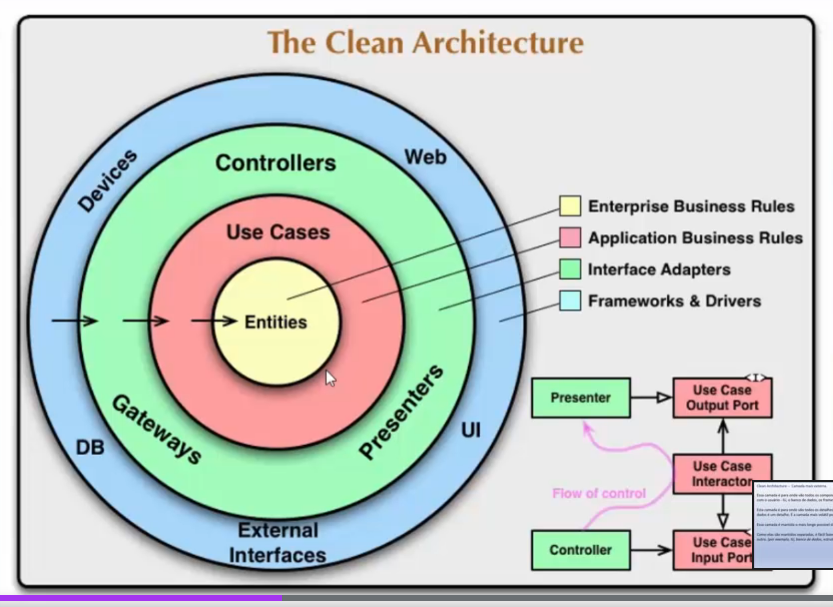 The Clean Architecture
Devices
Controllers
Web
Use Cases
Entities
Gateways
Presenters
DB
UI
External
Interfaces
Enterprise Business Rules
Application Business Rules
Interface Adapters
Frameworks & Drivers
Presenter
Use Case
Output Port
<I>
Flow of control
Use Case
Interactor
Controller
Use Case
Input Port